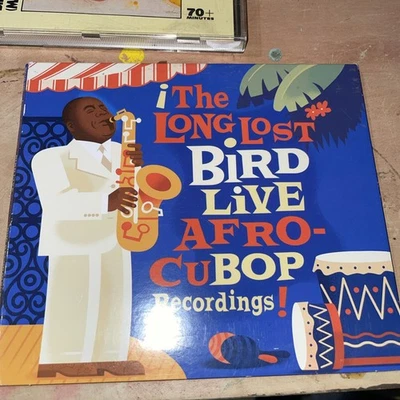 70+
MINUTES
¡The
LONG LOST
BiRD
LiVE
AFRO-
CuBOP
Recordings!